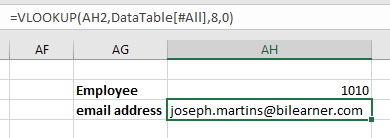 =VLOOKUP(AH2,DataTable[#All],8,0)
AF AG AH
Employee 1010
email address joseph.martins@bilearner.com